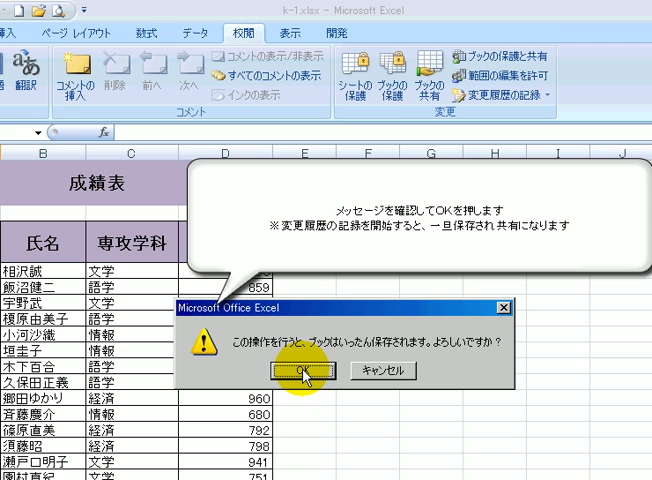 k-1.xlsx - Microsoft Excel
挿入 ページ レイアウト 数式 データ 校閲 表示 開発
翻訳 コメントの挿入 削除 前へ 次へ コメントの表示/非表示
すべてのコメントの表示
インクの表示
コメント
シートの保護 ブックの保護 ブックの共有 ブックの保護と共有
範囲の編集を許可
変更履歴の記録
変更
fx
B C D E F G H I J
成績表
メッセージを確認してOKを押します
※変更履歴の記録を開始すると、一旦保存され共有になります
氏名 専攻学科
相沢誠 文学
飯沼健二 語学 859
宇野武 文学
榎原由美子 語学
小河沙織 情報
垣圭子 情報
木下百合 語学
久保田正義 語学
郷田ゆかり 経済 960
斉藤慶介 情報 680
篠原直美 経済 792
須藤昭 経済 798
瀬戸口明子 文学 941
園村直紀 文学 751
Microsoft Office Excel
この操作を行うと、ブックはいったん保存されます。よろしいですか?
OK キャンセル